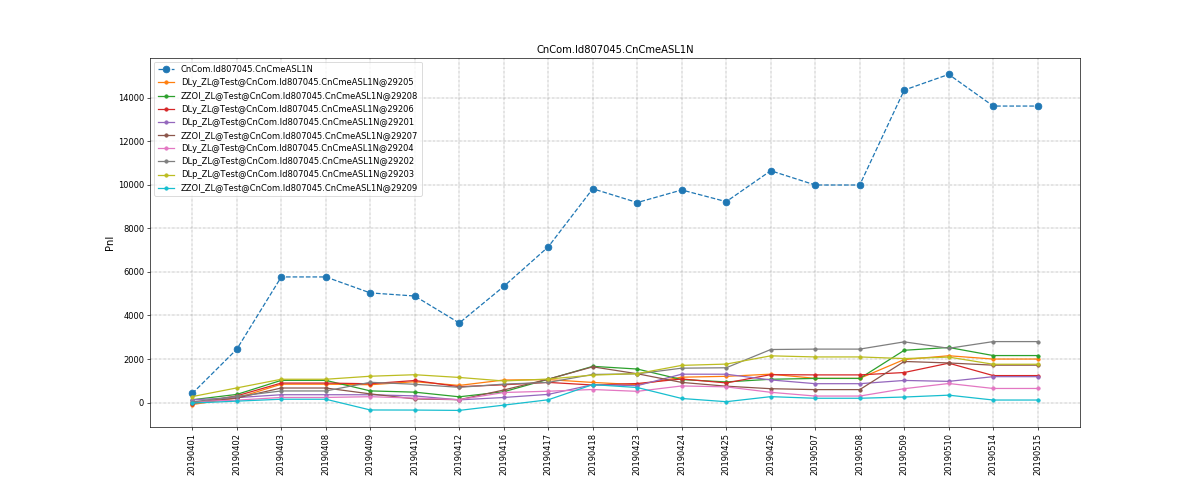 CnCom.Id807045.CnCmeASL1N
CnCom.Id807045.CnCmeASL1N
DLy_ZL@Test@CnCom.Id807045.CnCmeASL1N@29205
ZZOI_ZL@Test@CnCom.Id807045.CnCmeASL1N@29208
DLy_ZL@Test@CnCom.Id807045.CnCmeASL1N@29206
DLp_ZL@Test@CnCom.Id807045.CnCmeASL1N@29201
ZZOI_ZL@Test@CnCom.Id807045.CnCmeASL1N@29207
DLy_ZL@Test@CnCom.Id807045.CnCmeASL1N@29204
DLp_ZL@Test@CnCom.Id807045.CnCmeASL1N@29202
DLp_ZL@Test@CnCom.Id807045.CnCmeASL1N@29203
ZZOI_ZL@Test@CnCom.Id807045.CnCmeASL1N@29209
PnI
14000
12000
10000
8000
6000
4000
2000
0
20190401
20190402
20190403
20190408
20190409
20190410
20190412
20190416
20190417
20190418
20190423
20190424
20190425
20190426
20190507
20190508
20190509
20190510
20190514
20190515